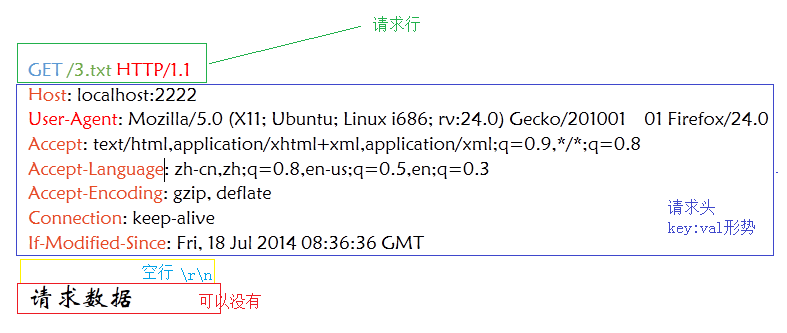 请求行
GET /3.txt HTTP/1.1
Host: localhost:2222
User-Agent: Mozilla/5.0 (X11; Ubuntu; Linux i686; rv:24.0) Gecko/201001 01 Firefox/24.0
Accept: text/html,application/xhtml+xml,application/xml;q=0.9,*/*;q=0.8
Accept-Language: zh-cn,zh;q=0.8,en-us;q=0.5,en;q=0.3
Accept-Encoding: gzip, deflate
Connection: keep-alive
If-Modified-Since: Fri, 18 Jul 2014 08:36:36 GMT
请求头
key:val形势
空行 \r\n
请求数据 可以没有